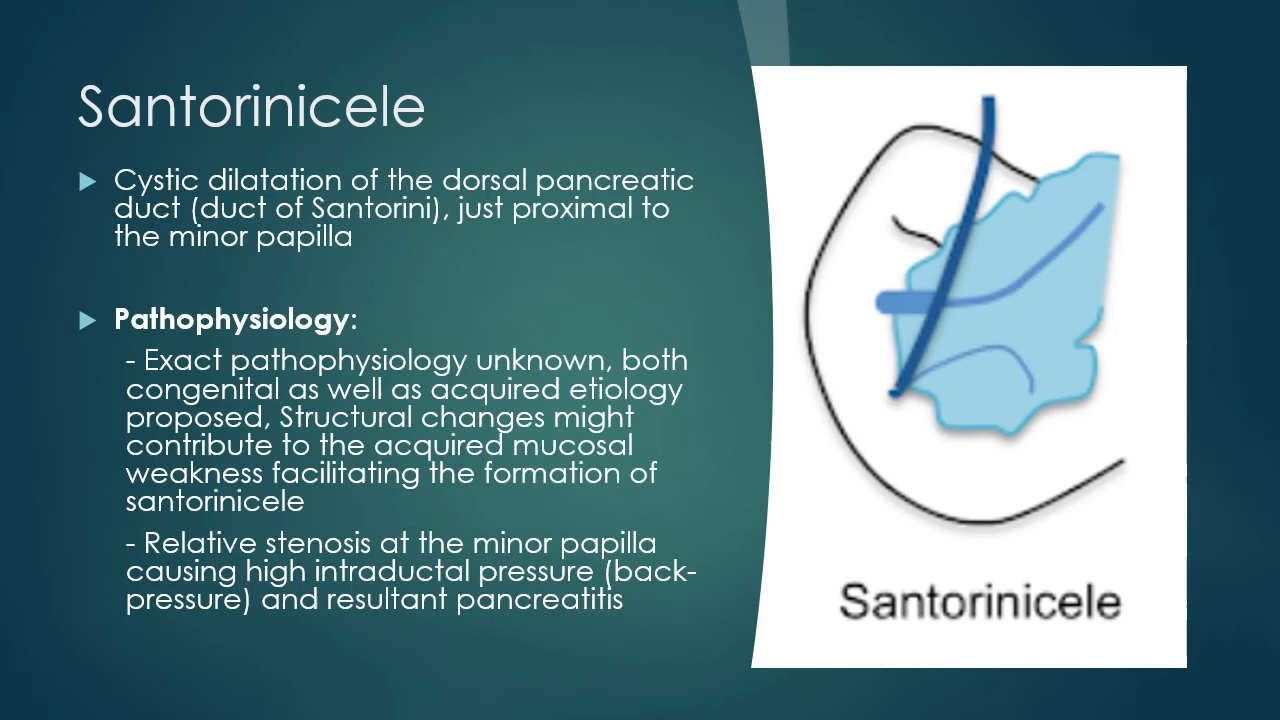 Santorinicele
Cystic dilatation of the dorsal pancreatic
duct (duct of Santorini), just proximal to
the minor papilla
Pathophysiology:
- Exact pathophysiology unknown, both
congenital as well as acquired etiology
proposed, Structural changes might
contribute to the acquired mucosal
weakness facilitating the formation of
santorinicele
- Relative stenosis at the minor papilla
causing high intraductal pressure (back-
pressure) and resultant pancreatitis
Santorinicele